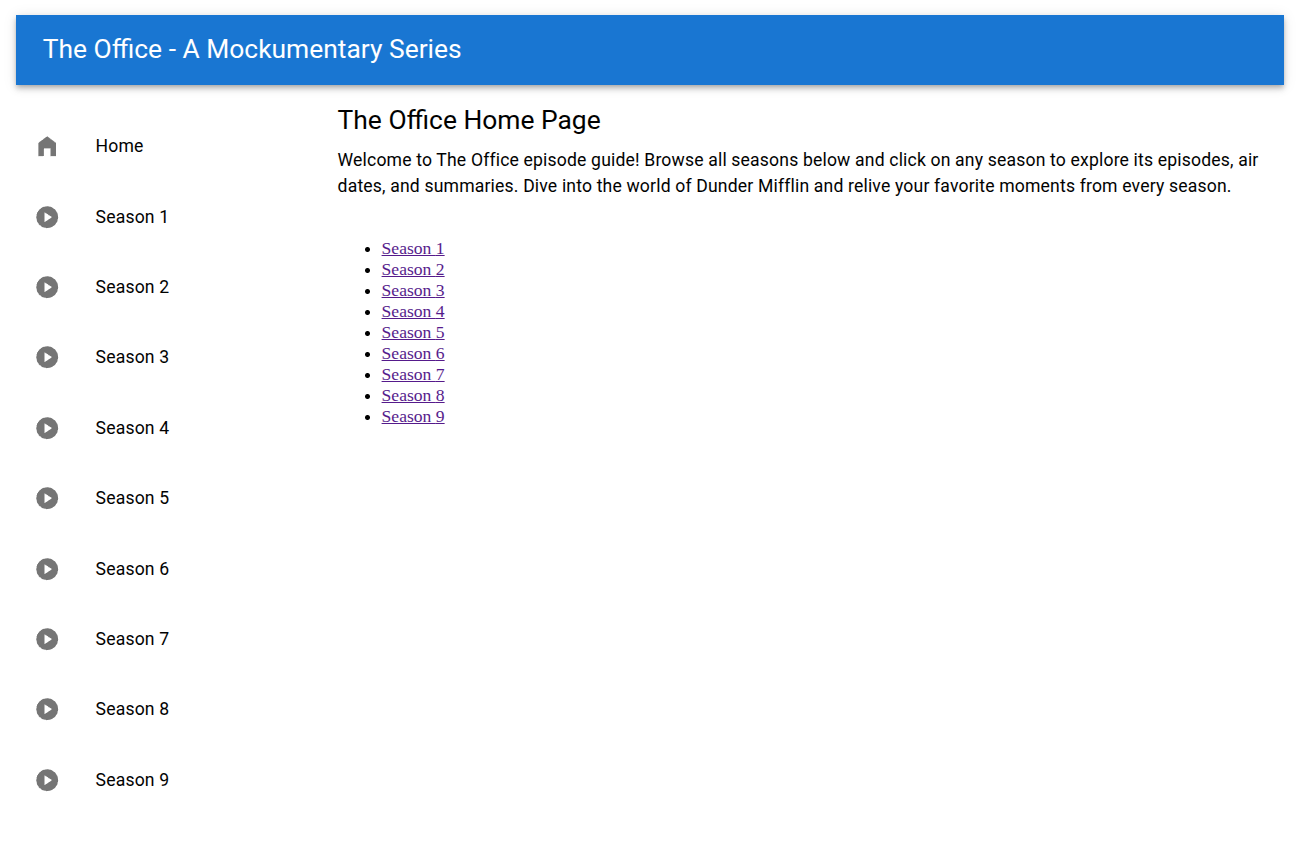 The Office - A Mockumentary Series
Home
Season 1
Season 2
Season 3
Season 4
Season 5
Season 6
Season 7
Season 8
Season 9
The Office Home Page
Welcome to The Office episode guide! Browse all seasons below and click on any season to explore its episodes, air
dates, and summaries. Dive into the world of Dunder Mifflin and relive your favorite moments from every season.
Season 1
Season 2
Season 3
Season 4
Season 5
Season 6
Season 7
Season 8
Season 9